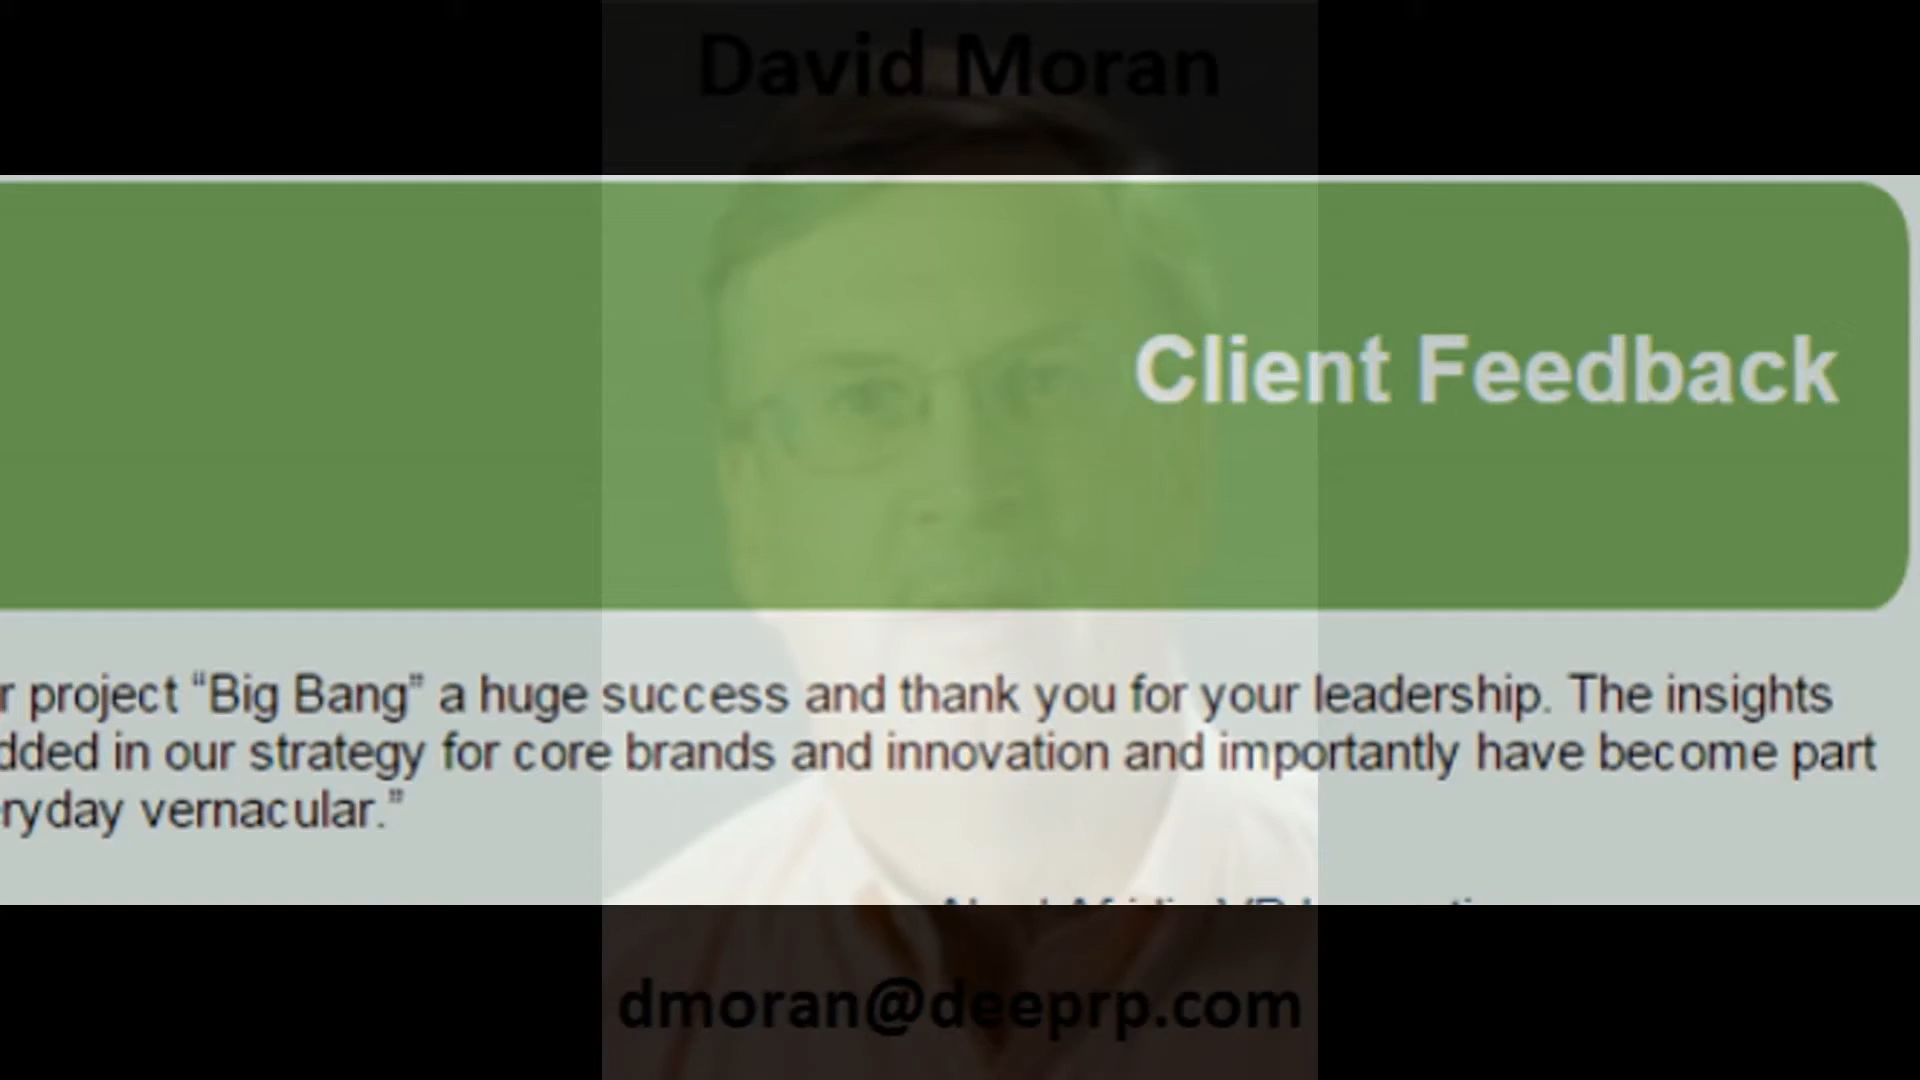 David Moran
Client Feedback
r project “Big Bang” a huge success and thank you for your leadership. The insights
dded in our strategy for core brands and innovation and importantly have become part
ryday vernacular.”
dmoran@deeprp.com